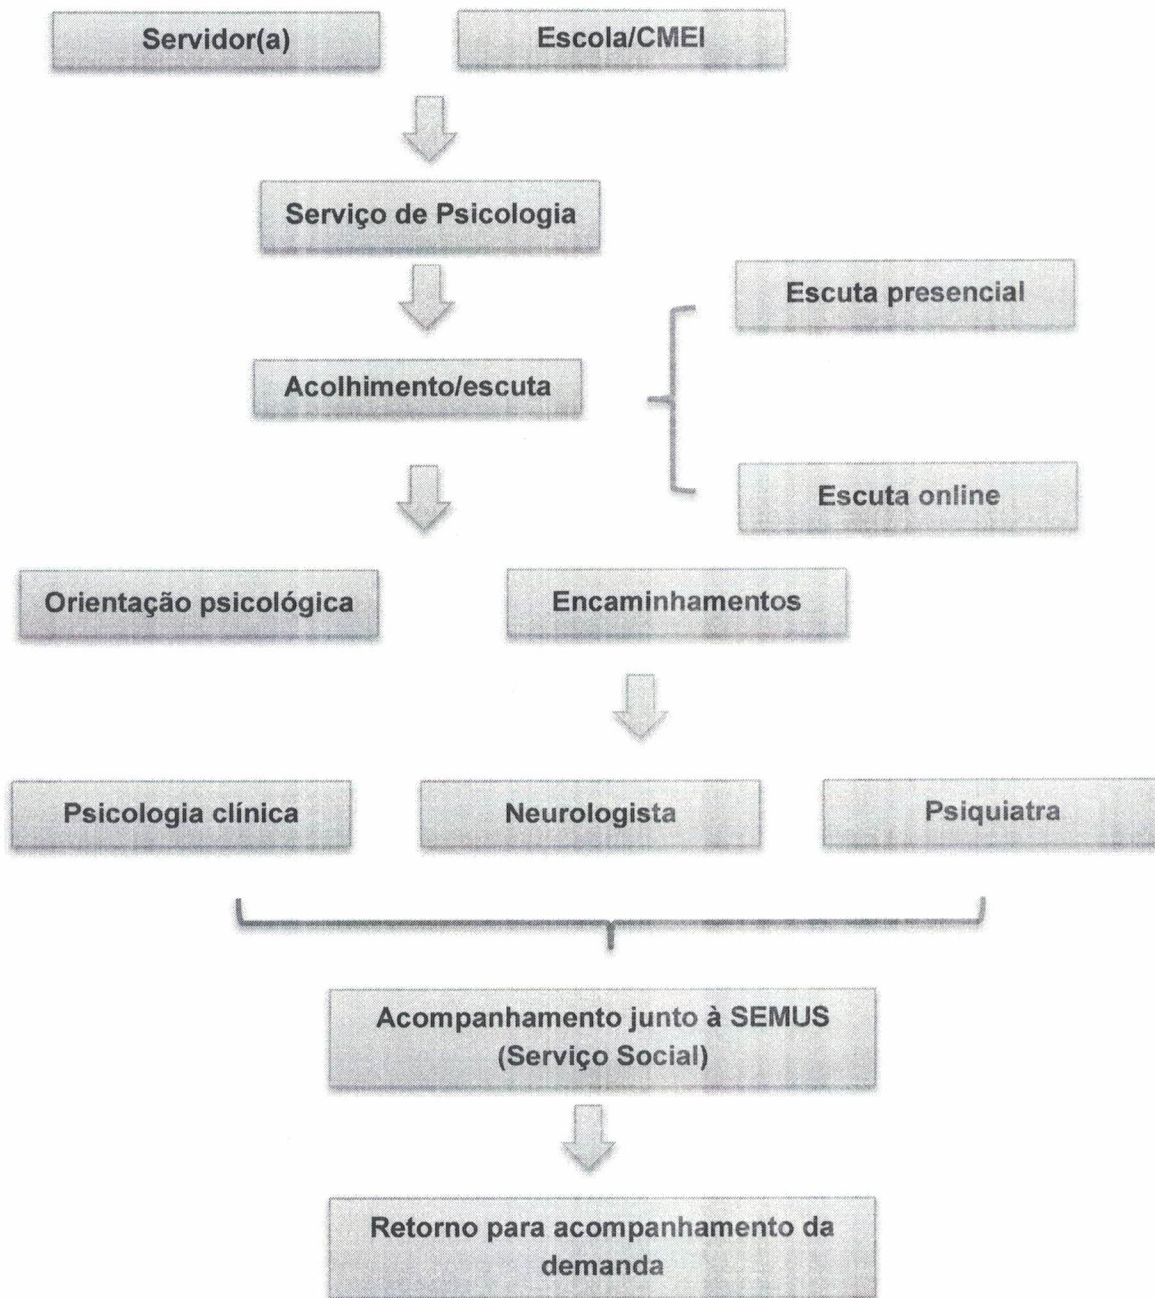 Servidor(a)
Escola/CMEI
Serviço de Psicologia
Escuta presencial
Acolhimento/escuta
Escuta online
Orientação psicológica
Encaminhamentos
Psicologia clínica
Neurologista
Psiquiatra
Acompanhamento junto à SEMUS
(Serviço Social)
Retorno para acompanhamento da
demanda